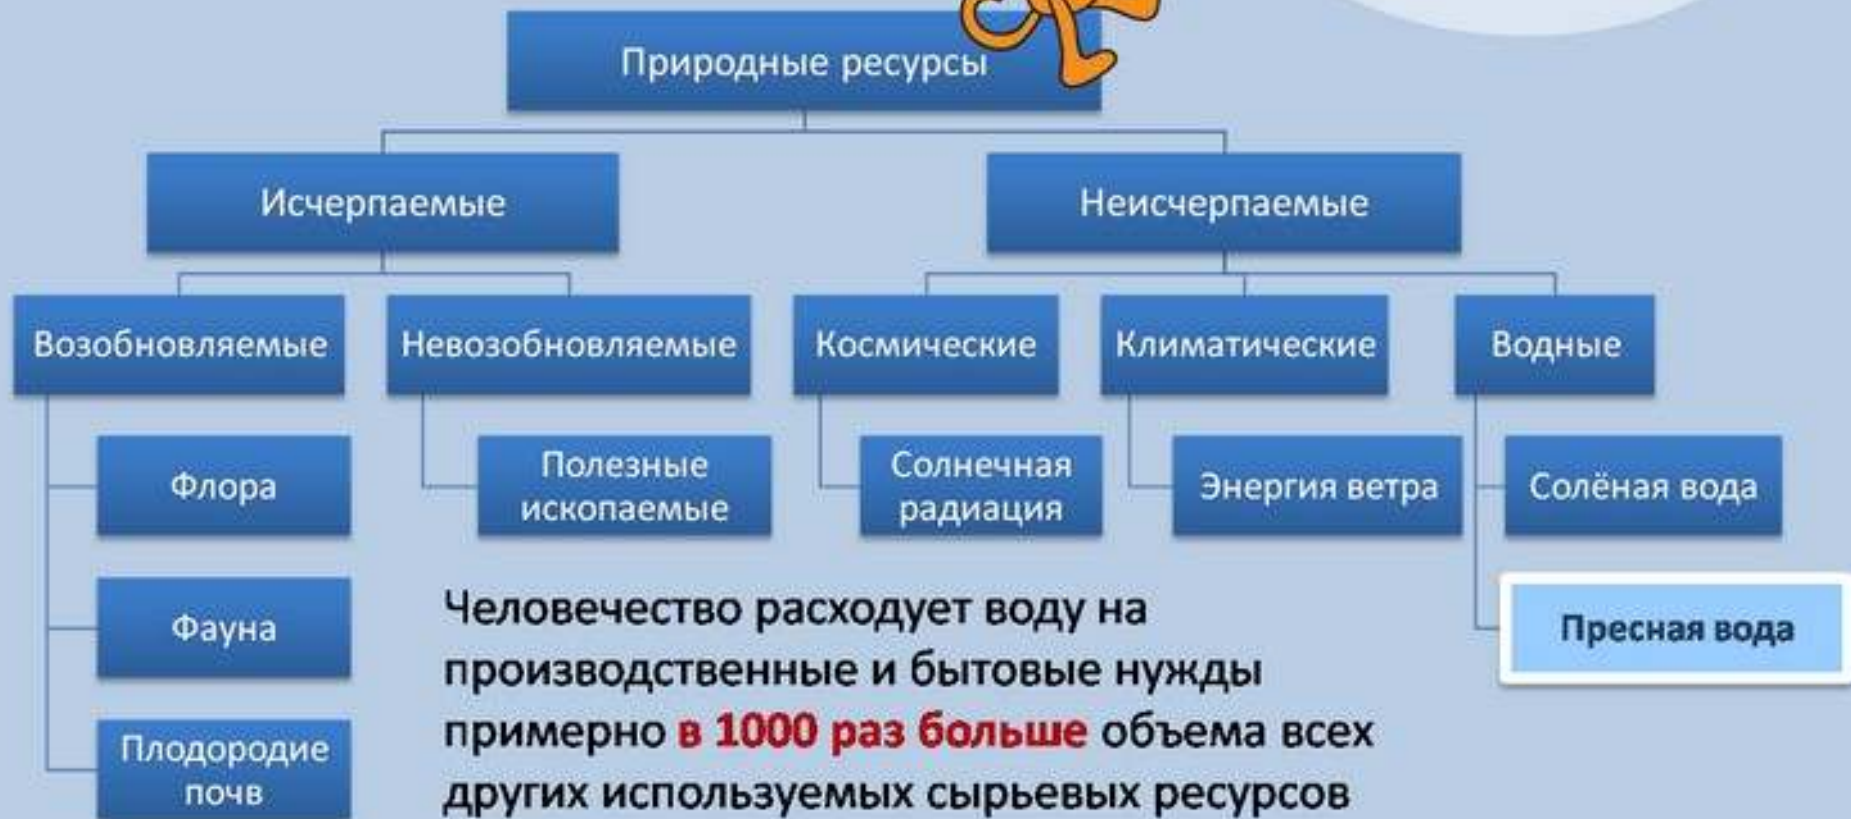 Природные ресурсы
Исчерпаемые
Неисчерпаемые
Возобновляемые
Невозобновляемые
Космические
Климатические
Водные
Флора
Полезные
ископаемые
Солнечная
радиация
Энергия ветра
Солёная вода
Фауна
Пресная вода
Плодородие
почв
Человечество расходует воду на
производственные и бытовые нужды
примерно в 1000 раз больше объема всех
других используемых сырьевых ресурсов